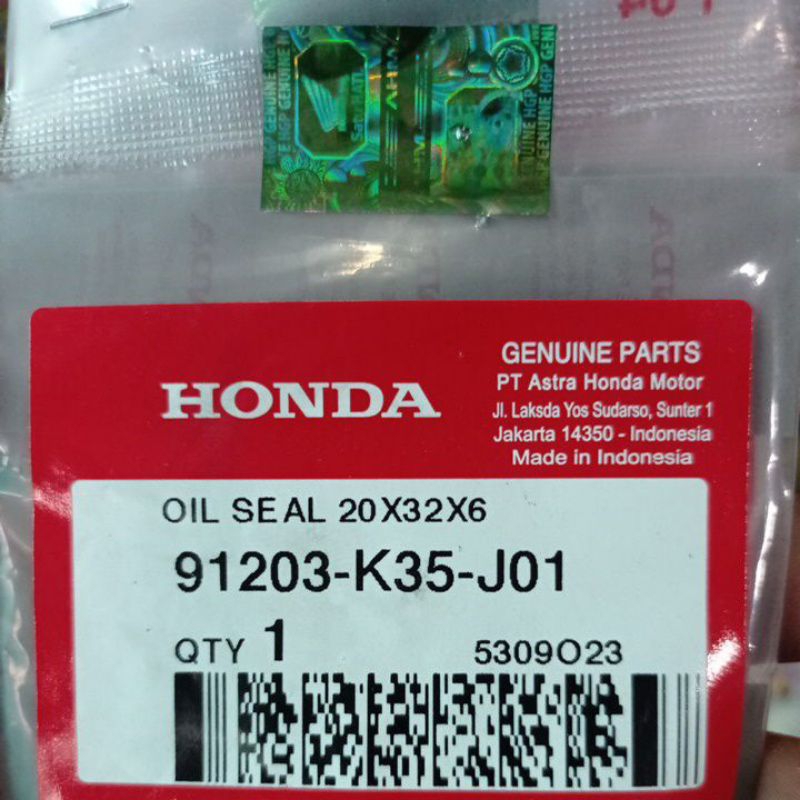 HONDA
GENUINE PARTS
PT Astra Honda Motor
Jl. Laksda Yos Sudarso, Sunter 1
Jakarta 14350 - Indonesia
Made in Indonesia
OIL SEAL 20X32X6
91203-K35-J01
QTY 1
5309O23